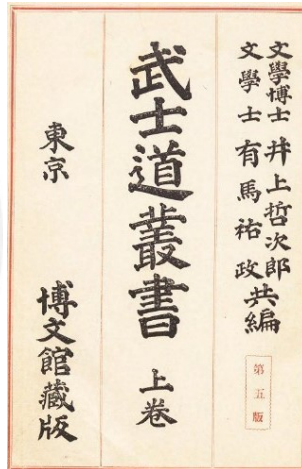 文學博士 井上哲次郎
文學士 有馬祐政 共編
第五版
武士道叢書 上卷
東京 博文館藏版